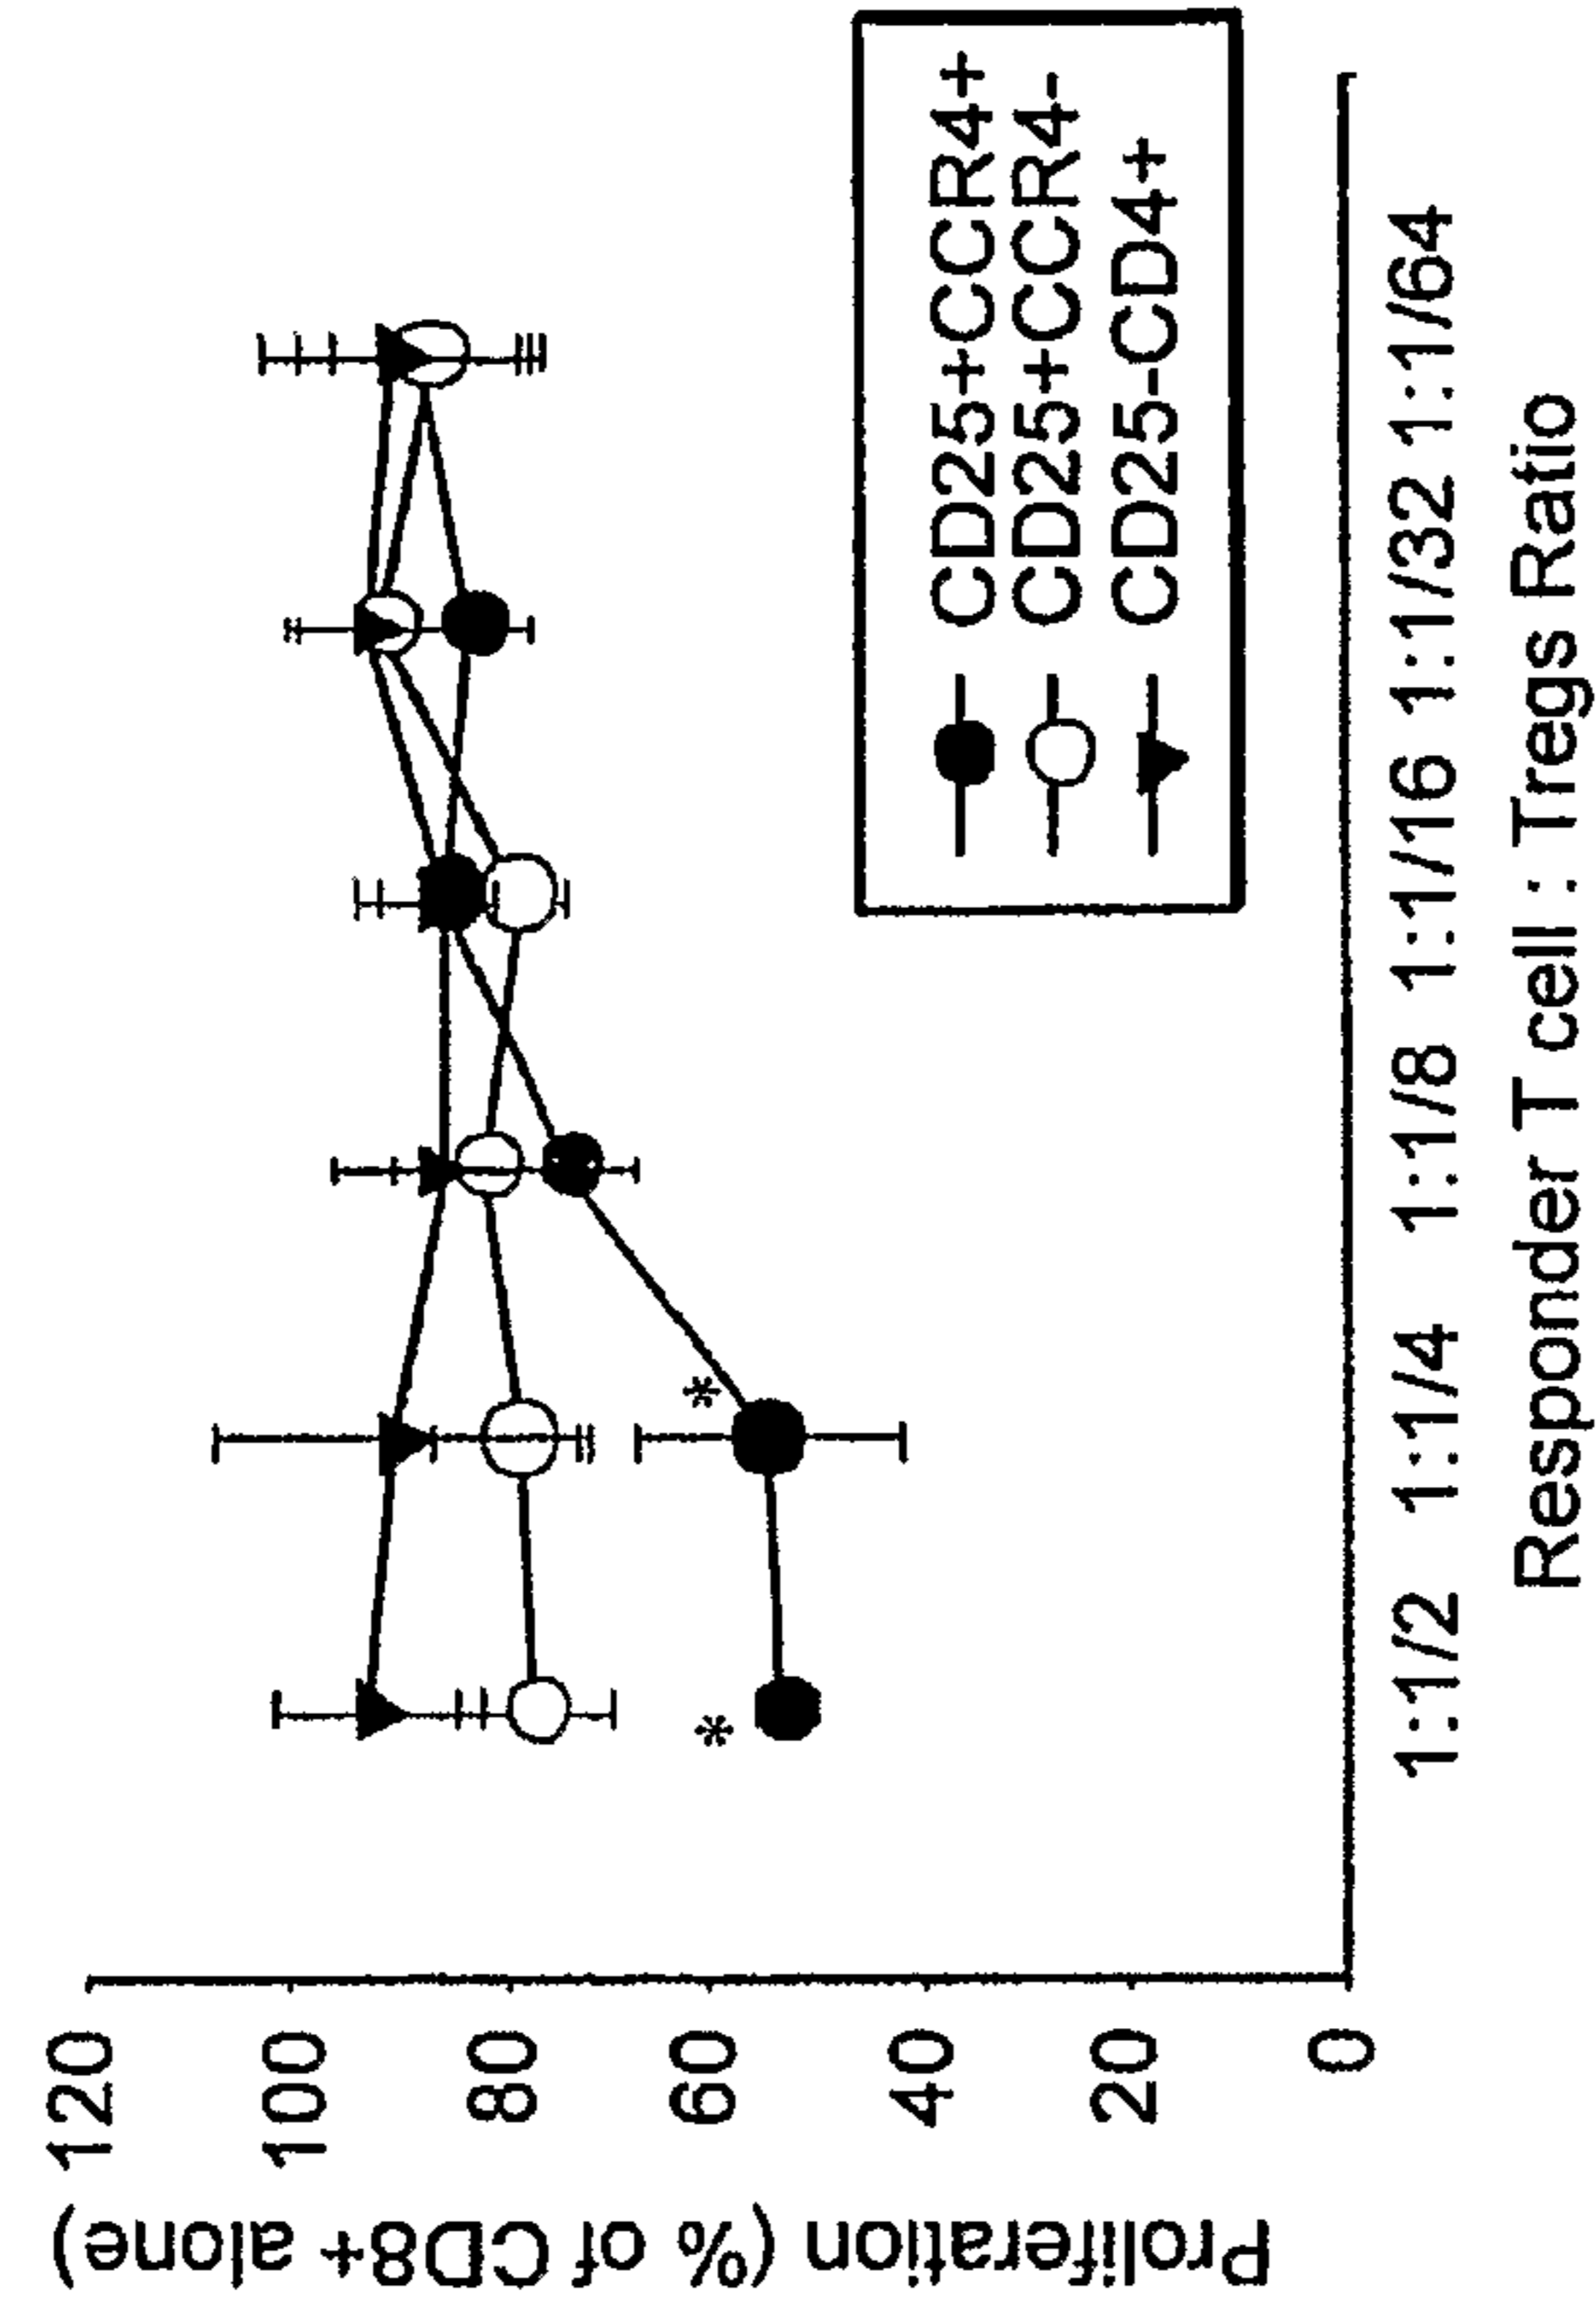 Proliferation (% of CD8+ alone)
120
100
80
60
40
20
0
*
*
CD25+CCR4+
CD25+CCR4-
CD25-CD4+
1:1/2 1:1/4 1:1/8 1:1/16 1:1/32 1:1/64
Responder T cell : Tregs Ratio